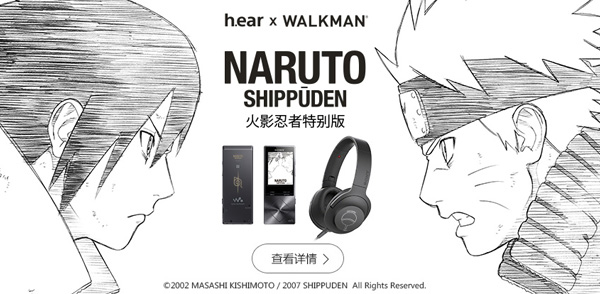 h.ear x WALKMAN®
NARUTO
SHIPPŪDEN
火影忍者特别版
NARUTO
查看详情 >
©2002 MASASHI KISHIMOTO / 2007 SHIPPUDEN All Rights Reserved.